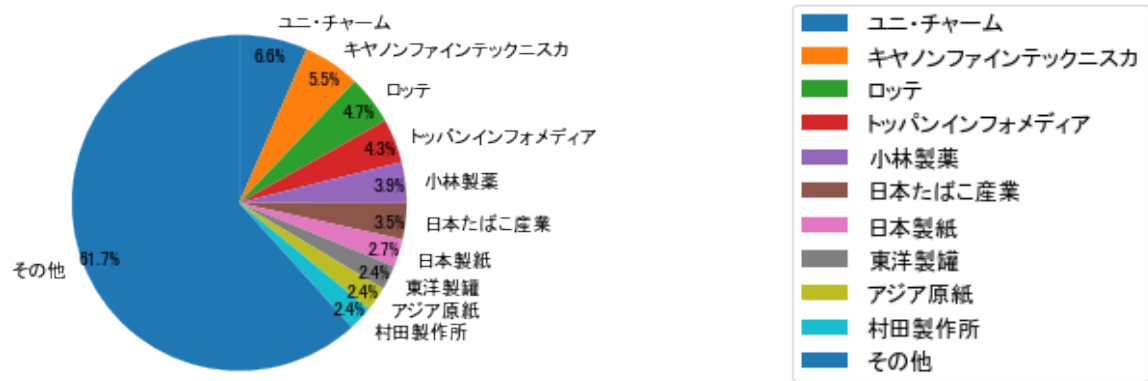 ユニ・チャーム
6.6%
キヤノンファインテックニスカ
5.5%
ロッテ
4.7%
トッパンインフォメディア
4.3%
小林製薬
3.9%
日本たばこ産業
3.5%
日本製紙
2.7%
東洋製罐
2.4%
アジア原紙
2.4%
村田製作所
2.4%
その他
61.7%
ユニ・チャーム
キヤノンファインテックニスカ
ロッテ
トッパンインフォメディア
小林製薬
日本たばこ産業
日本製紙
東洋製罐
アジア原紙
村田製作所
その他